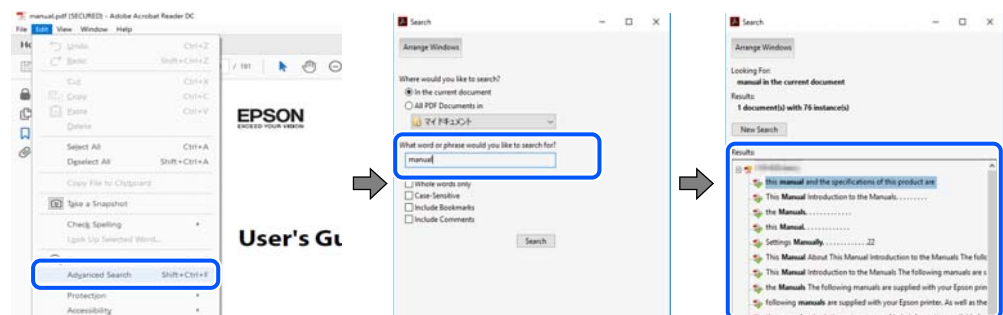 manual.pdf (SECURED) - Adobe Acrobat Reader DC
File Edit View Window Help
Undo Ctrl+Z
Redo Shift+Ctrl+Z
Cut Ctrl+X
Copy Ctrl+C
Paste Ctrl+V
Delete
Select All Ctrl+A
Deselect All Shift+Ctrl+A
Copy File to Clipboard
Take a Snapshot
Check Spelling
Look Up Selected Word...
Advanced Search Shift+Ctrl+F
Protection
Accessibility
/ 191
EPSON
EXCEED YOUR VISION
User's Gu
Search
Arrange Windows
Where would you like to search?
In the current document
All PDF Documents in
マイドキュメント
What word or phrase would you like to search for?
manual
Whole words only
Case-Sensitive
Include Bookmarks
Include Comments
Search
Search
Arrange Windows
Looking For:
manual in the current document
Results:
1 document(s) with 76 instance(s)
New Search
Results:
this manual and the specifications of this product are
This Manual Introduction to the Manuals. . . . . . . . .
the Manuals. . . . . . . . . . . .
this Manual. . . . . . . . . . . .
Settings Manually. . . . . . . . . . . . 22
This Manual About This Manual Introduction to the Manuals The follo
This Manual Introduction to the Manuals The following manuals are s
the Manuals The following manuals are supplied with your Epson prin
following manuals are supplied with your Epson printer. As well as the